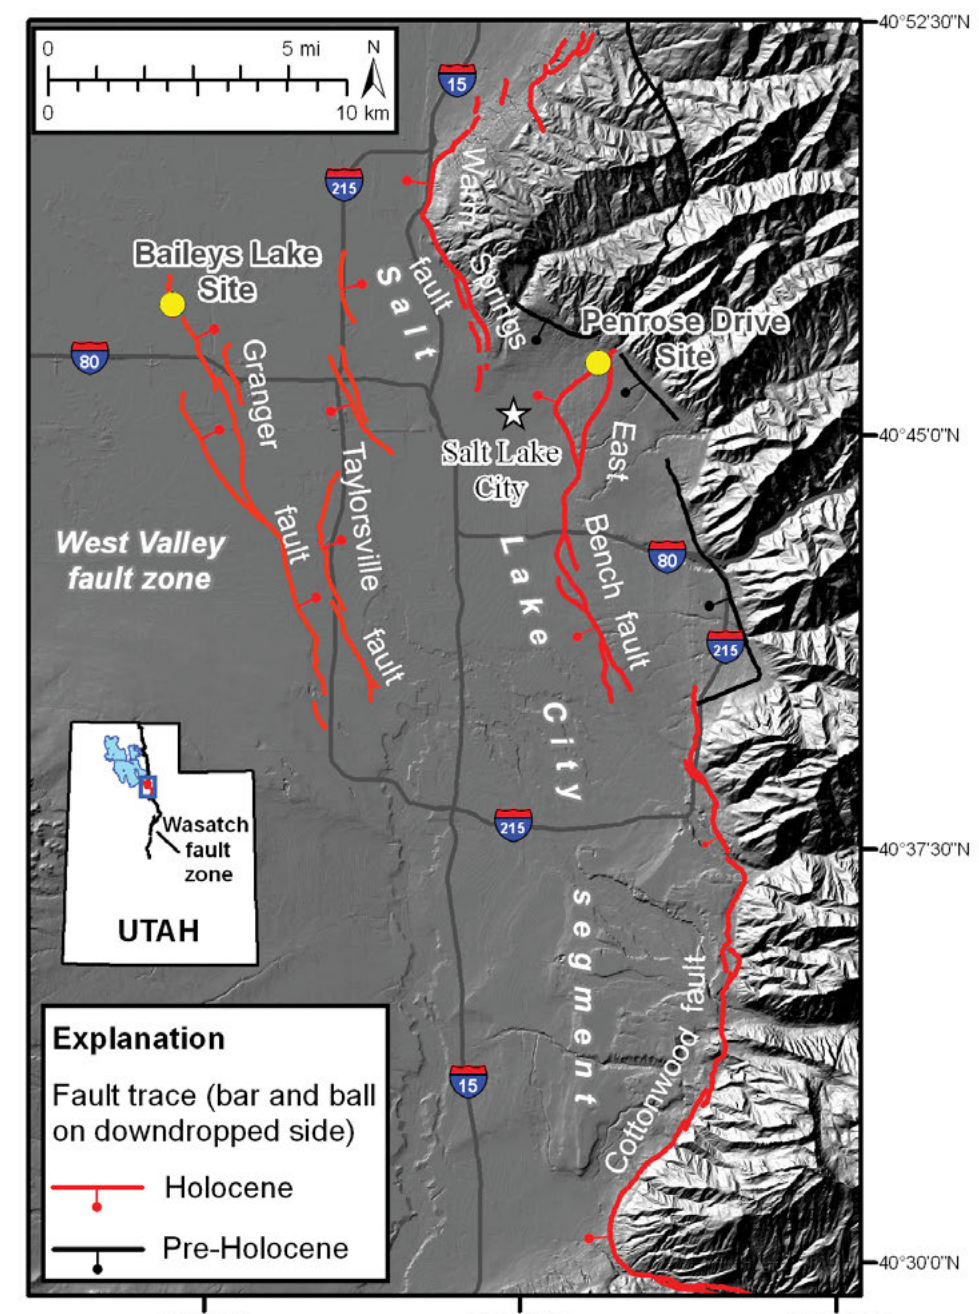 0 5 mi N
0 10 km
40°52'30"N
15
215
Warm Springs fault
Baileys Lake
Site
Salt Lake City segment
Penrose Drive
Site
80
Granger fault
Taylorsville fault
Salt Lake
City
East Bench fault
40°45'0"N
West Valley
fault zone
80
215
Wasatch
fault
zone
UTAH
215
40°37'30"N
Cottonwood fault
15
Explanation
Fault trace (bar and ball
on downdropped side)
Holocene
Pre-Holocene
40°30'0"N